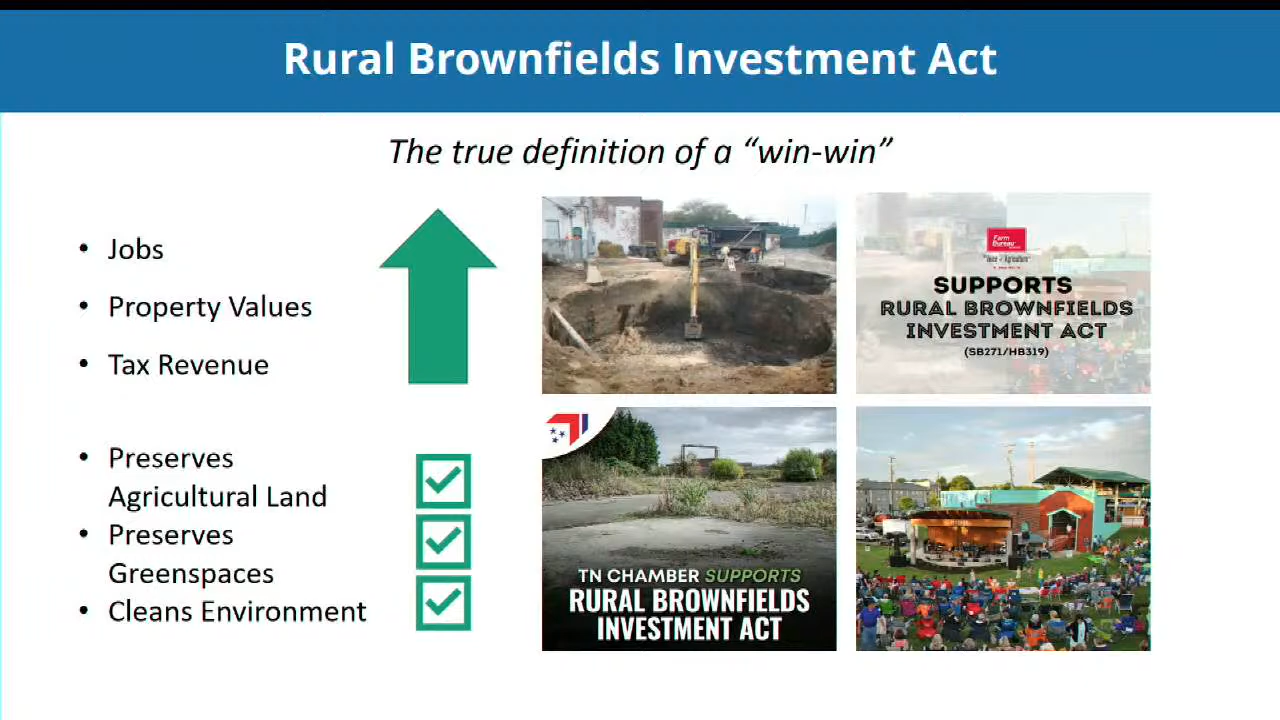 Rural Brownfields Investment Act
The true definition of a “win-win”
• Jobs
• Property Values
• Tax Revenue
• Preserves
Agricultural Land
• Preserves
Greenspaces
• Cleans Environment
Farm
Bureau
SUPPORTS
RURAL BROWNFIELDS
INVESTMENT ACT
(SB271/HB319)
TN CHAMBER SUPPORTS
RURAL BROWNFIELDS
INVESTMENT ACT